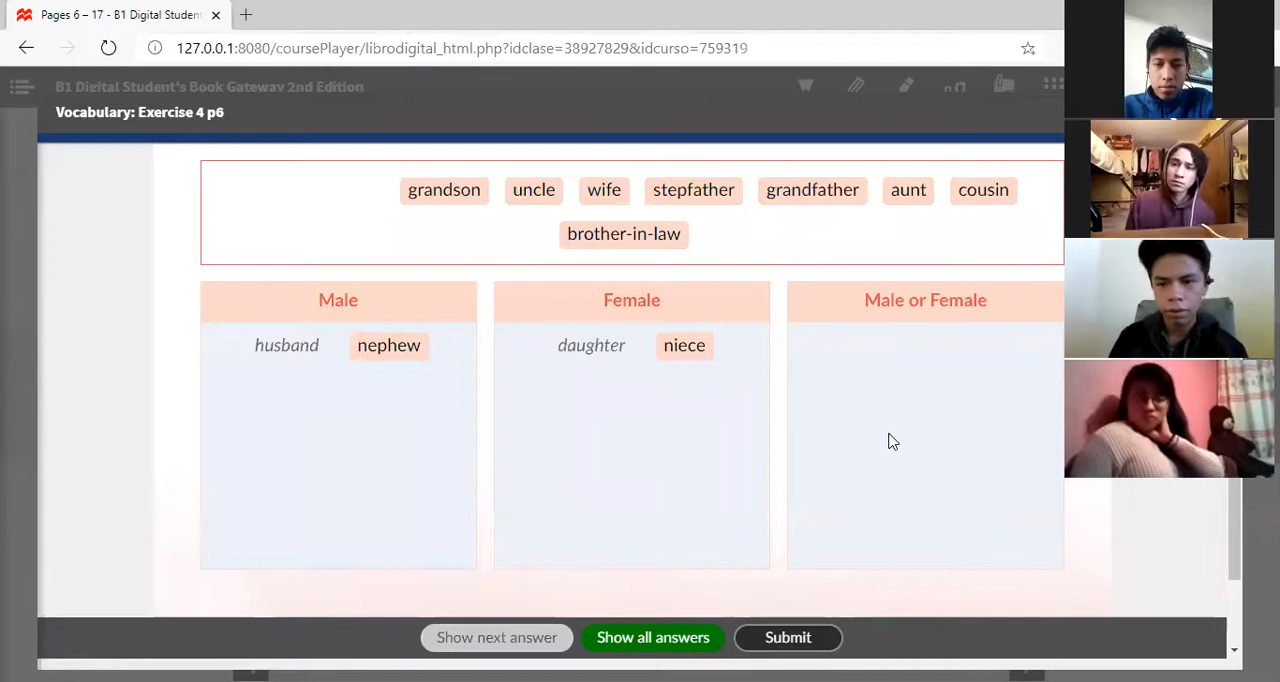 Pages 6 – 17 - B1 Digital Studen
127.0.0.1:8080/coursePlayer/librodigital_html.php?idclase=38927829&idcurso=759319
B1 Digital Student's Book Gateway 2nd Edition
Vocabulary: Exercise 4 p6
grandson uncle wife stepfather grandfather aunt cousin
brother-in-law
Male Female Male or Female
husband nephew daughter niece
Show next answer Show all answers Submit